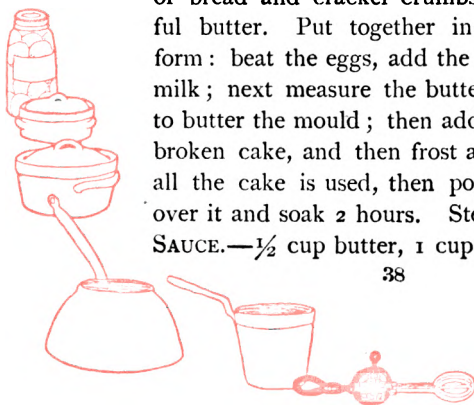 of bread and cracker crumbs
ful butter. Put together in
form : beat the eggs, add the
milk ; next measure the butte
to butter the mould ; then add
broken cake, and then frost a
all the cake is used, then po
over it and soak 2 hours. Ste
SAUCE.—½ cup butter, 1 cup
38